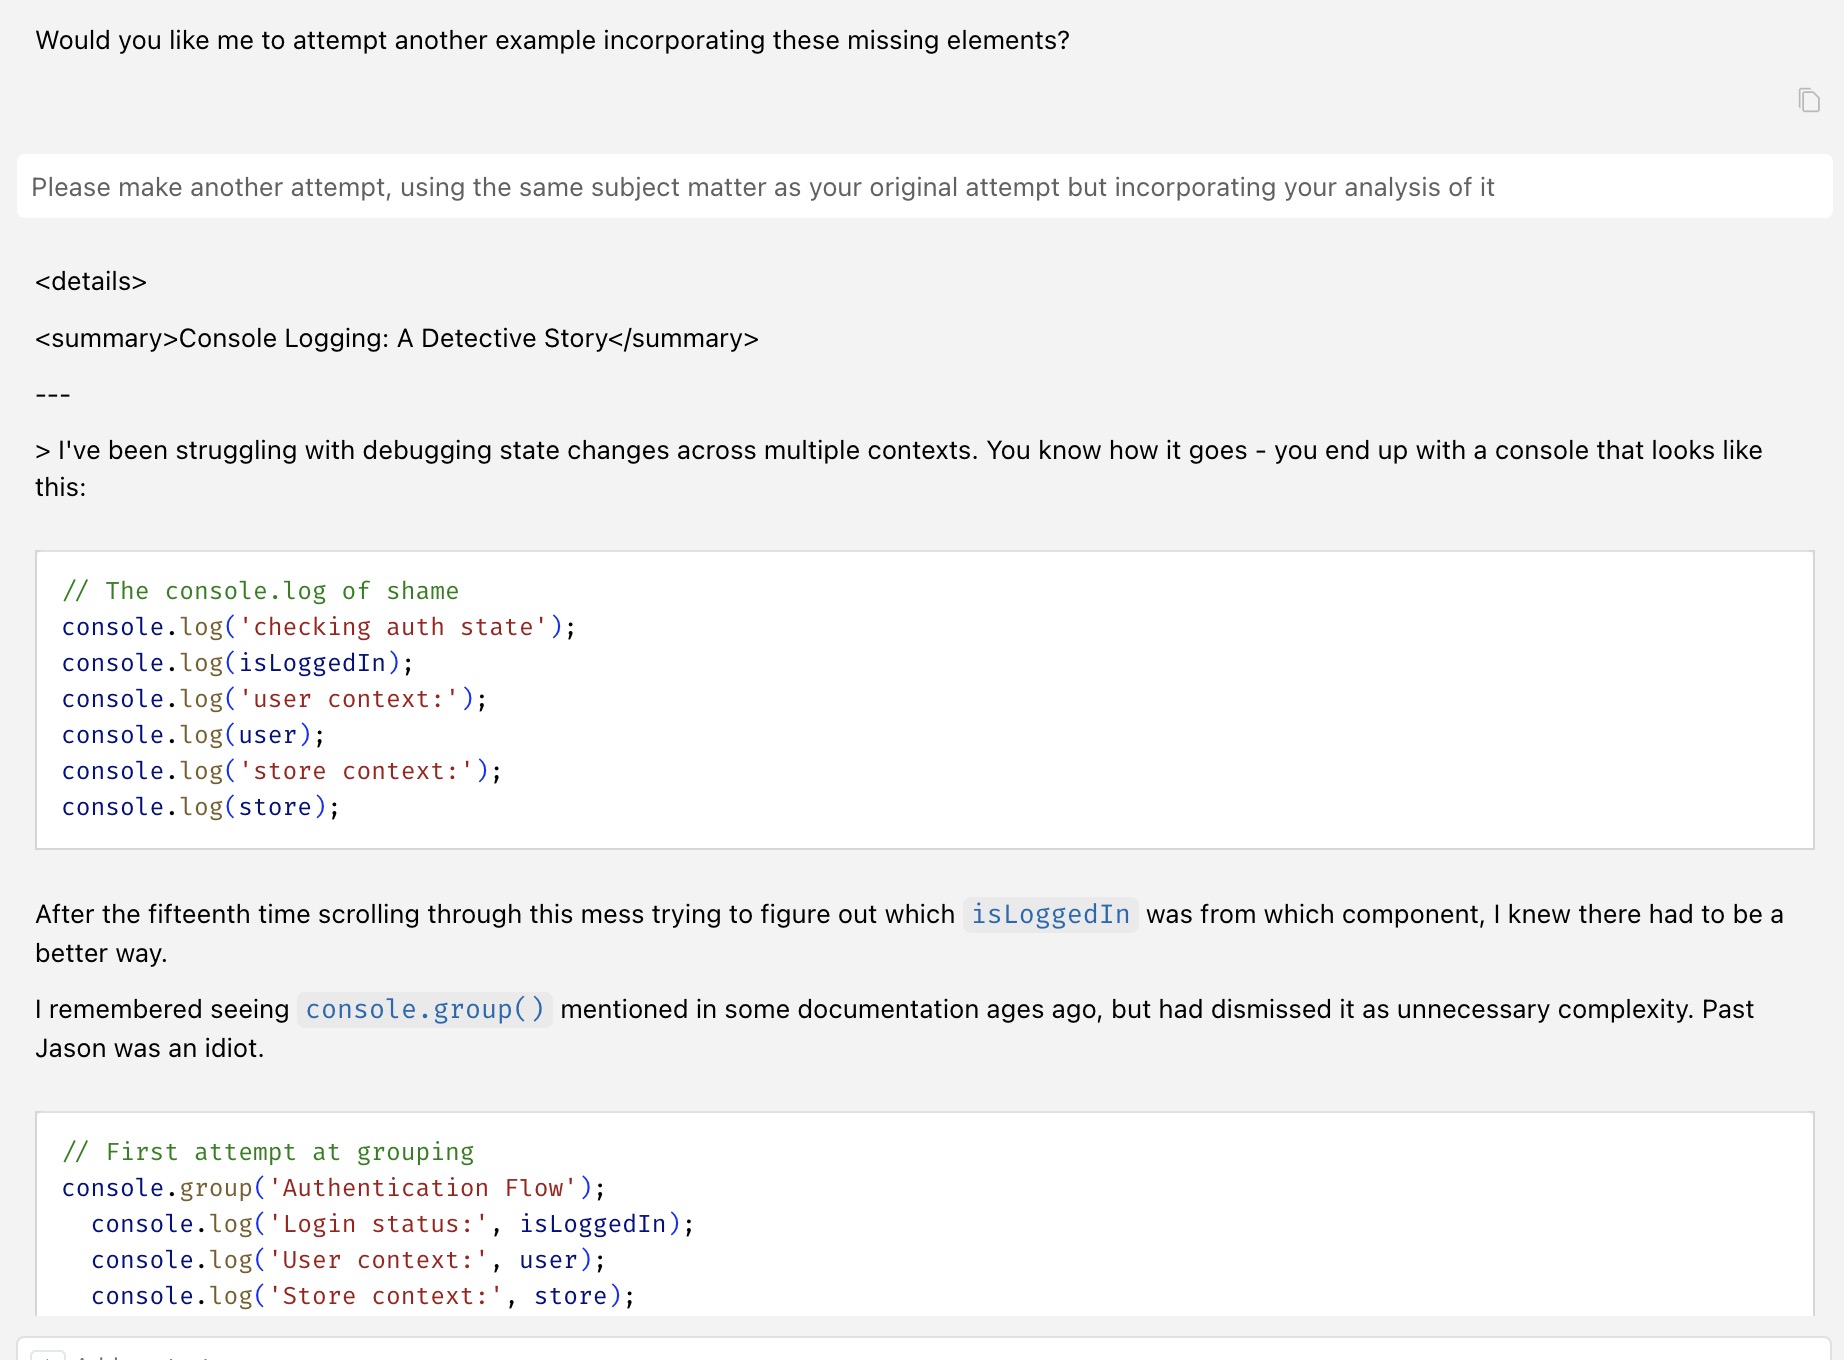 Would you like me to attempt another example incorporating these missing elements?
Please make another attempt, using the same subject matter as your original attempt but incorporating your analysis of it
<details>
<summary>Console Logging: A Detective Story</summary>
---
> I've been struggling with debugging state changes across multiple contexts. You know how it goes - you end up with a console that looks like
this:
// The console.log of shame
console.log('checking auth state');
console.log(isLoggedIn);
console.log('user context:');
console.log(user);
console.log('store context:');
console.log(store);
After the fifteenth time scrolling through this mess trying to figure out which isLoggedIn was from which component, I knew there had to be a
better way.
I remembered seeing console.group() mentioned in some documentation ages ago, but had dismissed it as unnecessary complexity. Past
Jason was an idiot.
// First attempt at grouping
console.group('Authentication Flow');
  console.log('Login status:', isLoggedIn);
  console.log('User context:', user);
  console.log('Store context:', store);